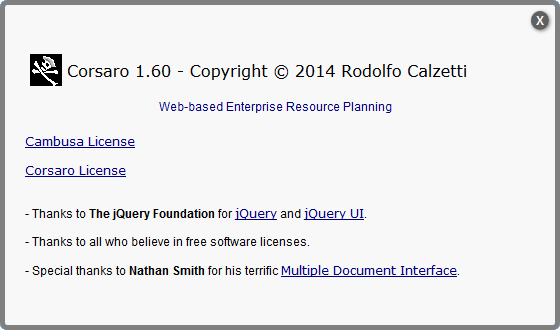 X
Corsaro 1.60 - Copyright © 2014 Rodolfo Calzetti
Web-based Enterprise Resource Planning
Cambusa License
Corsaro License
- Thanks to The jQuery Foundation for jQuery and jQuery UI.
- Thanks to all who believe in free software licenses.
- Special thanks to Nathan Smith for his terrific Multiple Document Interface.